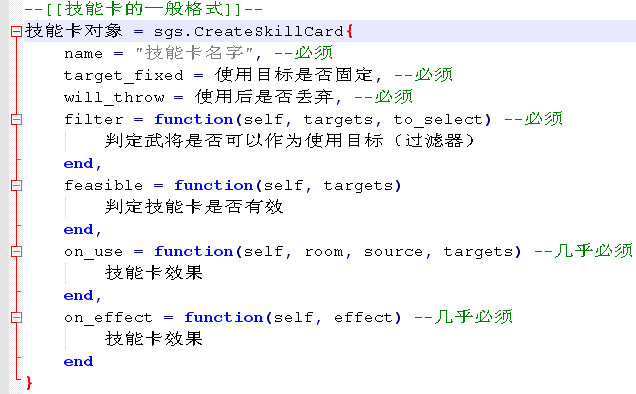 --[[技能卡的一般格式]]--
技能卡对象 = sgs.CreateSkillCard{
name = "技能卡名字", --必须
target_fixed = 使用目标是否固定, --必须
will_throw = 使用后是否丢弃, --必须
filter = function(self, targets, to_select) --必须
判定武将是否可以作为使用目标（过滤器）
end,
feasible = function(self, targets)
判定技能卡是否有效
end,
on_use = function(self, room, source, targets) --几乎必须
技能卡效果
end,
on_effect = function(self, effect) --几乎必须
技能卡效果
end
}